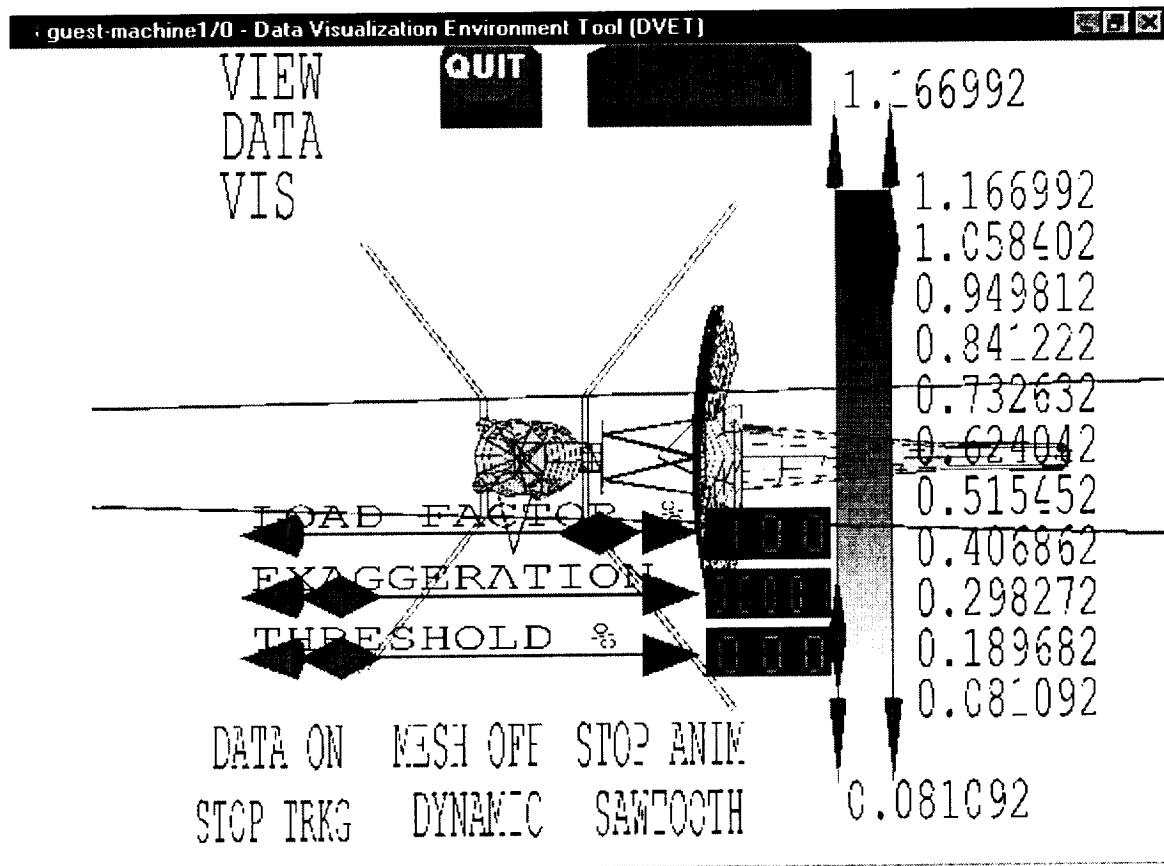 guest-machine1/0 - Data Visualization Environment Tool (DVET)
VIEW
DATA
VIS
QUIT
1.166992
1.166992
1.058402
0.949812
0.841222
0.732632
0.624042
0.515452
0.406862
0.298272
0.189682
0.081092
0.081092
LOAD FACTOR %
EXAGGERATION
THRESHOLD %
DATA ON MESH OFF STOP ANIM
STOP TRKG DYNAMIC SAWTOOTH